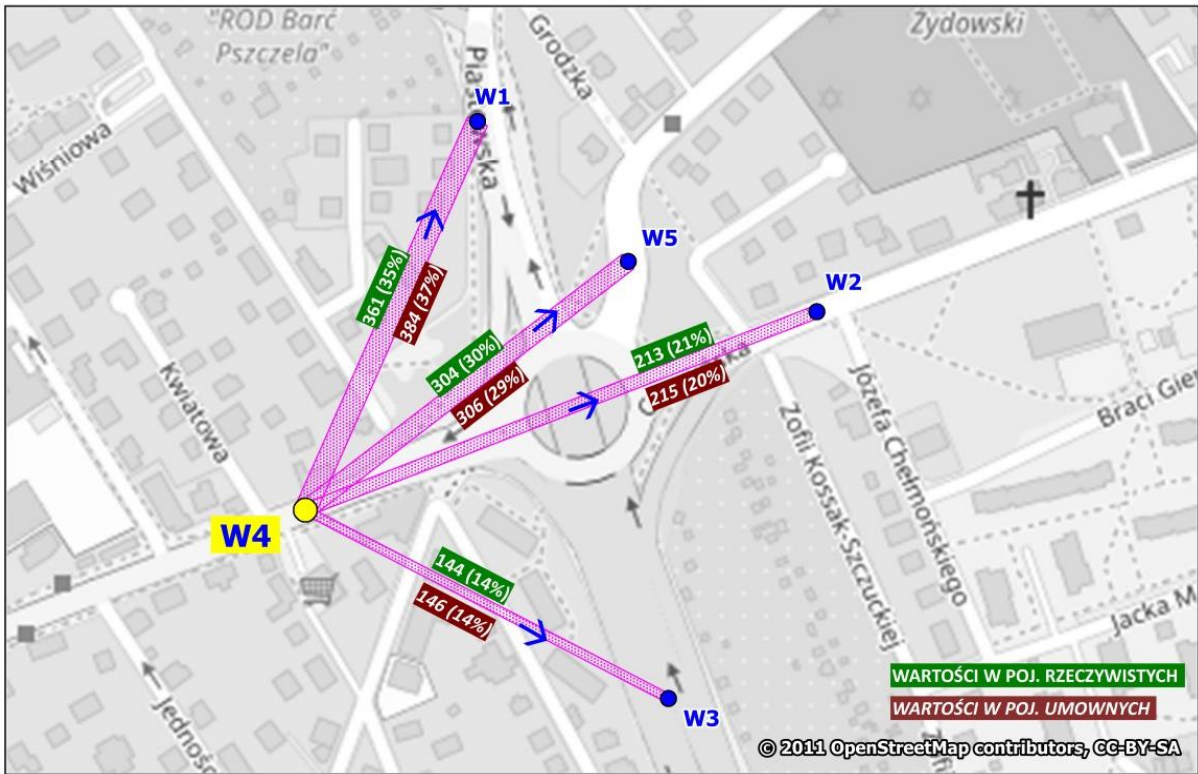 "ROD Barć
Pszczela"
Grodzka
Żydowski
W1
Wiśniowa
W5
W2
361 (35%)
384 (37%)
304 (30%)
306 (29%)
213 (21%)
215 (20%)
Kwiatowa
Zofii Kossak-Szczuckiej
Józefa Chełmońskiego
Braci Gier
W4
144 (14%)
146 (14%)
Jacka M
Jedności
W3
WARTOŚCI W POJ. RZECZYWISTYCH
WARTOŚCI W POJ. UMOWNYCH
© 2011 OpenStreetMap contributors, CC-BY-SA